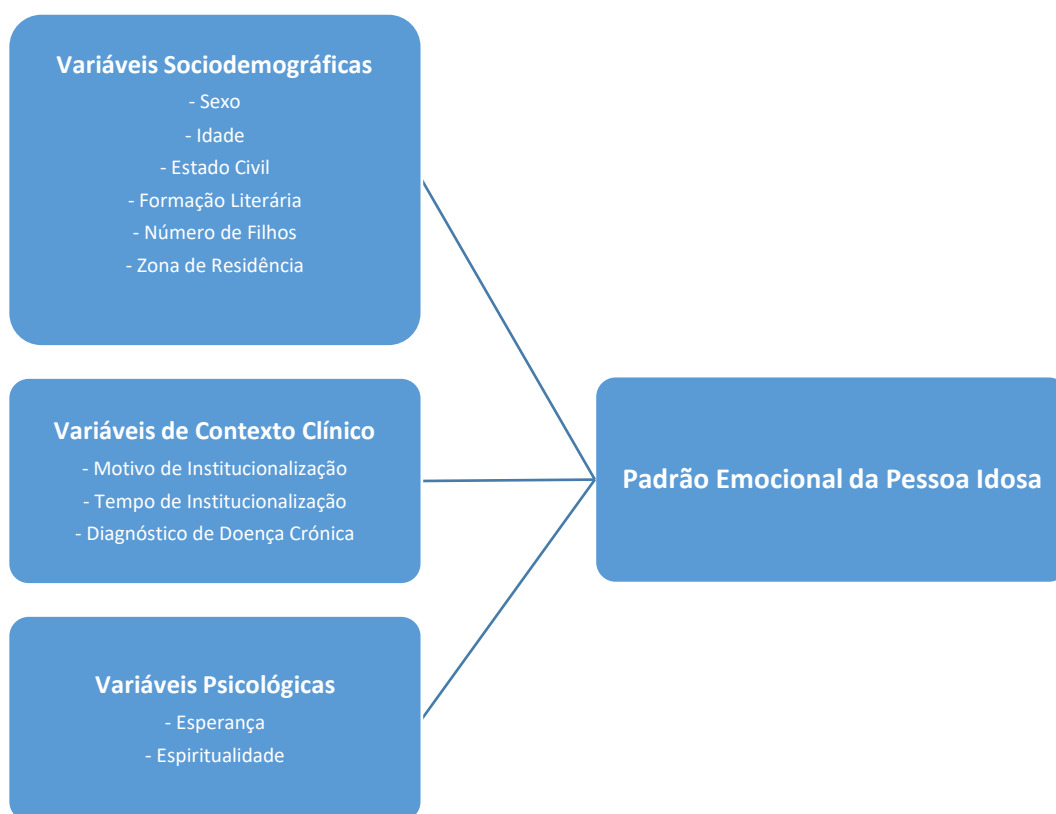 Variáveis Sociodemográficas
- Sexo
- Idade
- Estado Civil
- Formação Literária
- Número de Filhos
- Zona de Residência
Variáveis de Contexto Clínico
- Motivo de Institucionalização
- Tempo de Institucionalização
- Diagnóstico de Doença Crónica
Padrão Emocional da Pessoa Idosa
Variáveis Psicológicas
- Esperança
- Espiritualidade